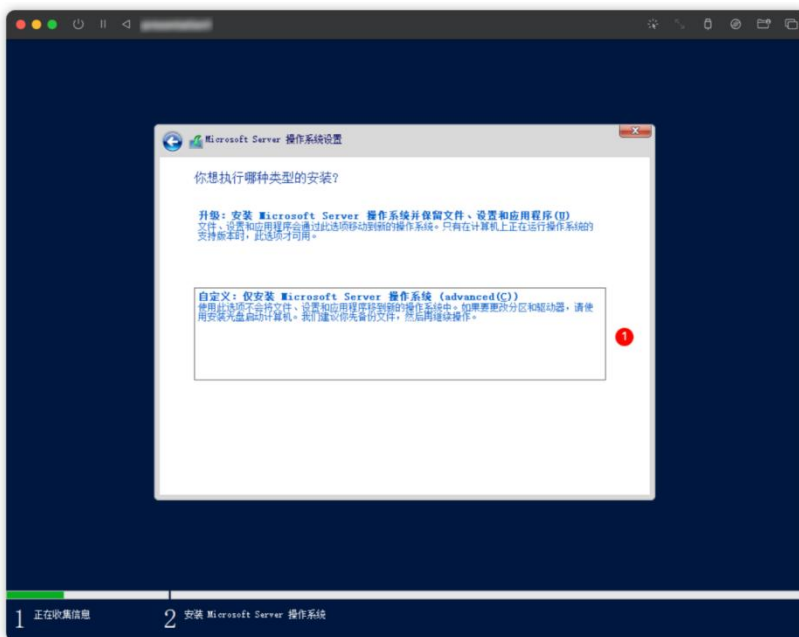 Microsoft Server 操作系统设置
你想执行哪种类型的安装?
升级: 安装 Microsoft Server 操作系统并保留文件、设置和应用程序(U)
文件、设置和应用程序会通过此选项移动到新的操作系统。只有在计算机上正在运行操作系统的
支持版本时，此选项才可用。
自定义: 仅安装 Microsoft Server 操作系统 (advanced(C))
使用此选项不会将文件、设置和应用程序移到新的操作系统中。如果要更改分区和驱动器，请使
用安装光盘启动计算机。我们建议你先备份文件，然后再继续操作。
1
1 正在收集信息
2 安装 Microsoft Server 操作系统